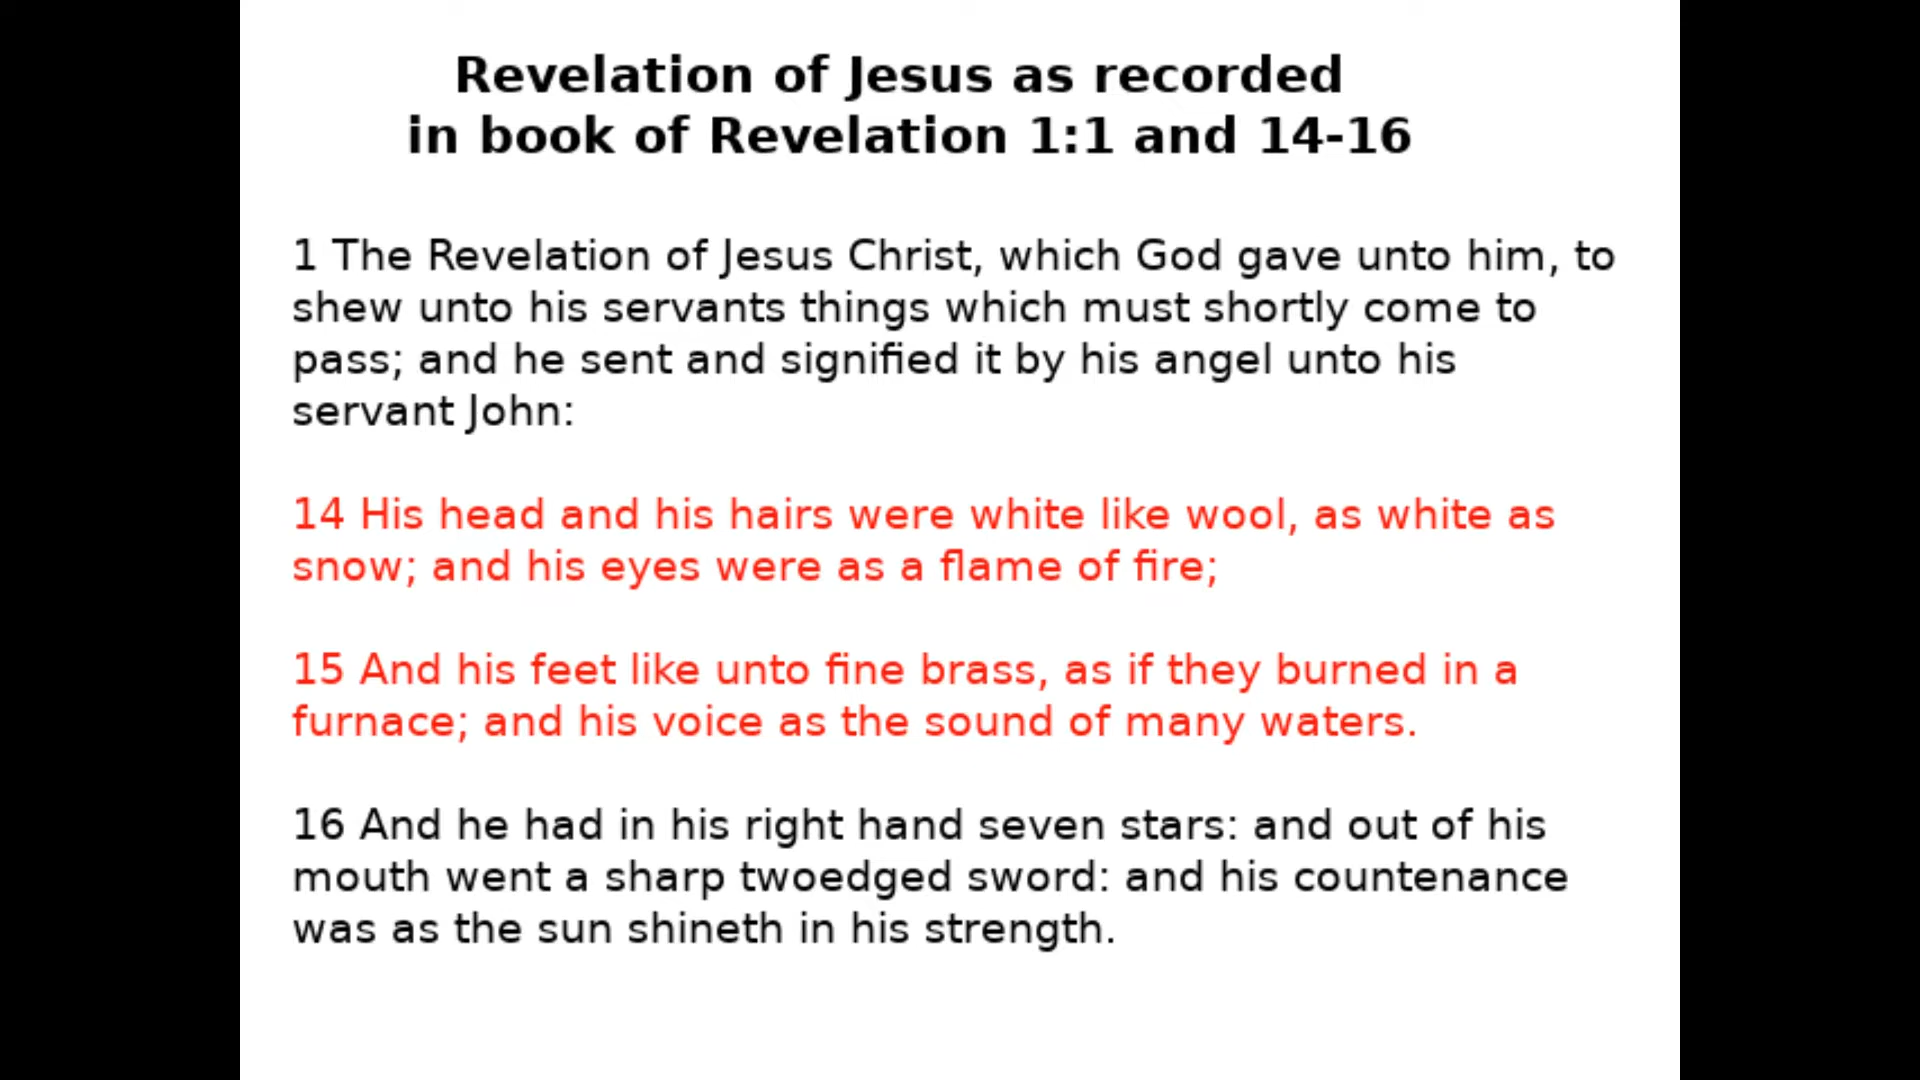 Revelation of Jesus as recorded
in book of Revelation 1:1 and 14-16
1 The Revelation of Jesus Christ, which God gave unto him, to
shew unto his servants things which must shortly come to
pass; and he sent and signified it by his angel unto his
servant John:
14 His head and his hairs were white like wool, as white as
snow; and his eyes were as a flame of fire;
15 And his feet like unto fine brass, as if they burned in a
furnace; and his voice as the sound of many waters.
16 And he had in his right hand seven stars: and out of his
mouth went a sharp twoedged sword: and his countenance
was as the sun shineth in his strength.